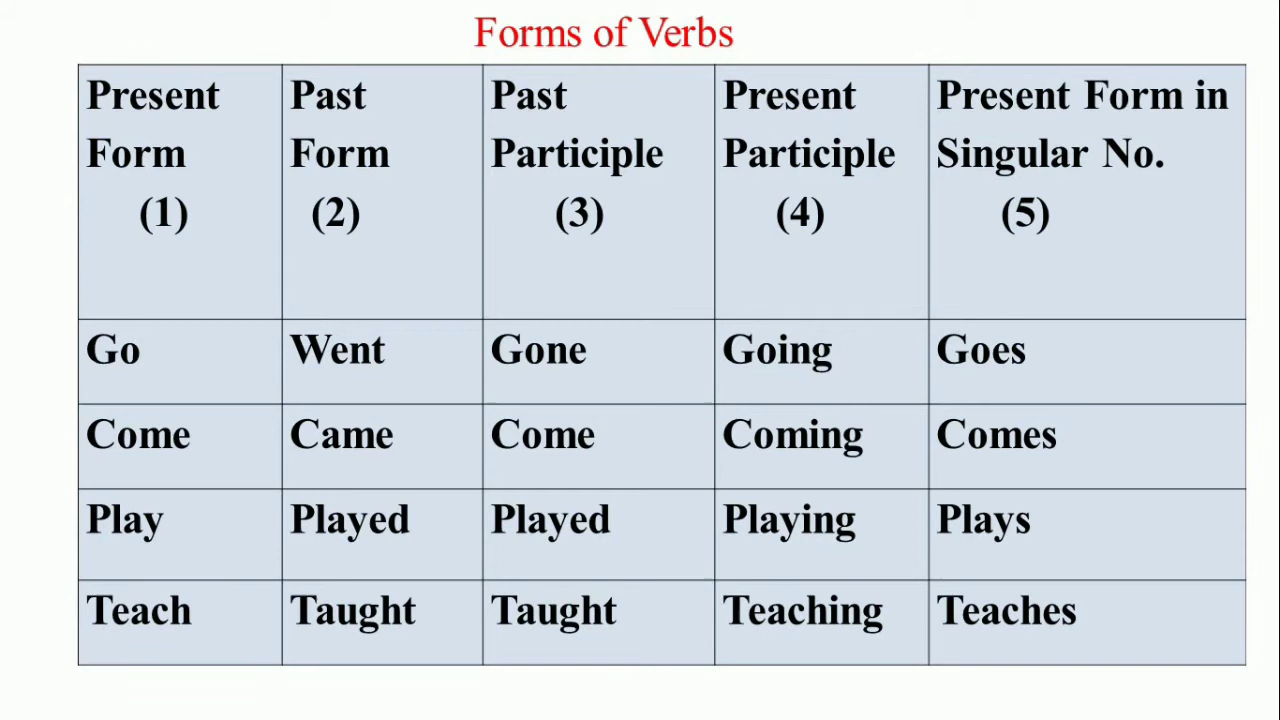 Forms of Verbs
Present Form (1) Past Form (2) Past Participle (3) Present Participle (4) Present Form in Singular No. (5)
Go Went Gone Going Goes
Come Came Come Coming Comes
Play Played Played Playing Plays
Teach Taught Taught Teaching Teaches